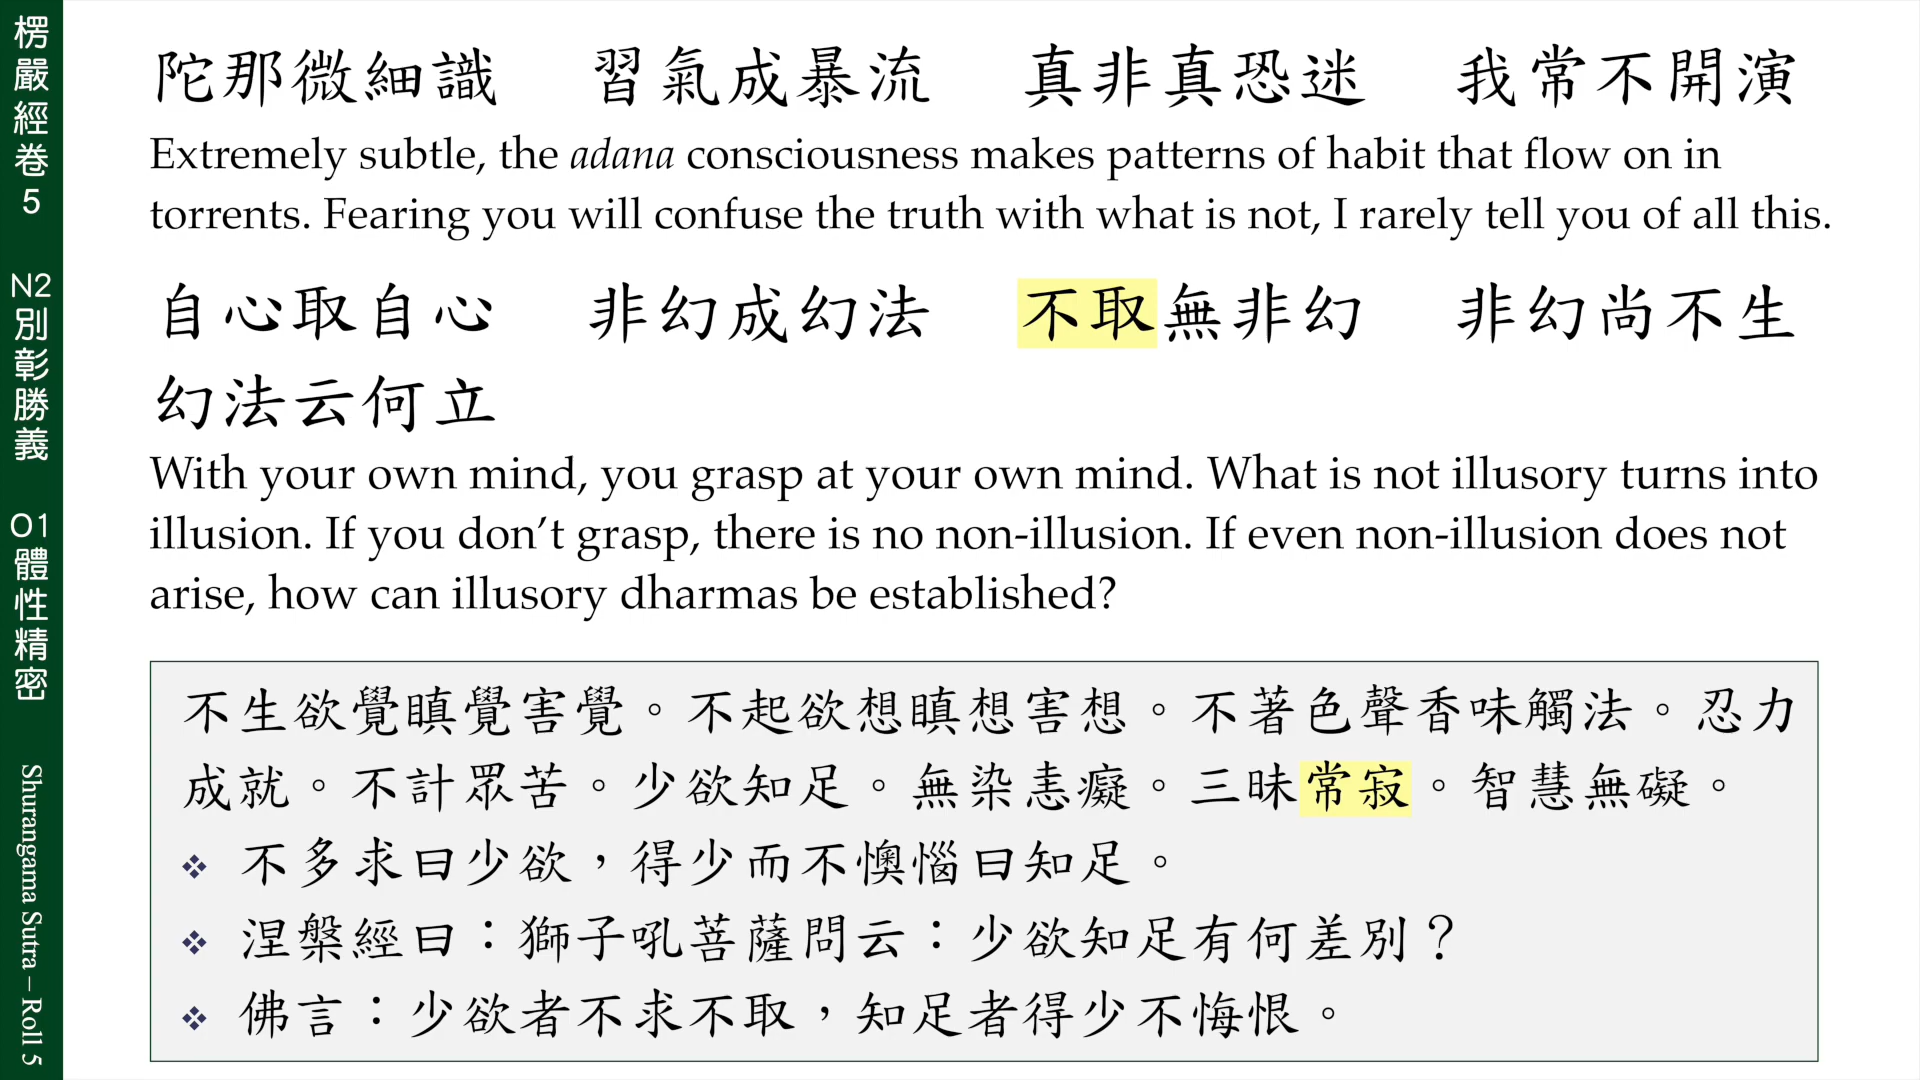 楞嚴經卷5 N2別彰勝義 O1體性精密 Shurangama Sutra – Roll 5
陀那微細識 習氣成暴流 真非真恐迷 我常不開演
Extremely subtle, the adana consciousness makes patterns of habit that flow on in
torrents. Fearing you will confuse the truth with what is not, I rarely tell you of all this.
自心取自心 非幻成幻法 不取無非幻 非幻尚不生
幻法云何立
With your own mind, you grasp at your own mind. What is not illusory turns into
illusion. If you don’t grasp, there is no non-illusion. If even non-illusion does not
arise, how can illusory dharmas be established?
不生欲覺瞋覺害覺。不起欲想瞋想害想。不著色聲香味觸法。忍力
成就。不計眾苦。少欲知足。無染恚癡。三昧常寂。智慧無礙。
❖ 不多求曰少欲，得少而不懊惱曰知足。
❖ 涅槃經曰：獅子吼菩薩問云：少欲知足有何差別？
❖ 佛言：少欲者不求不取，知足者得少不悔恨。